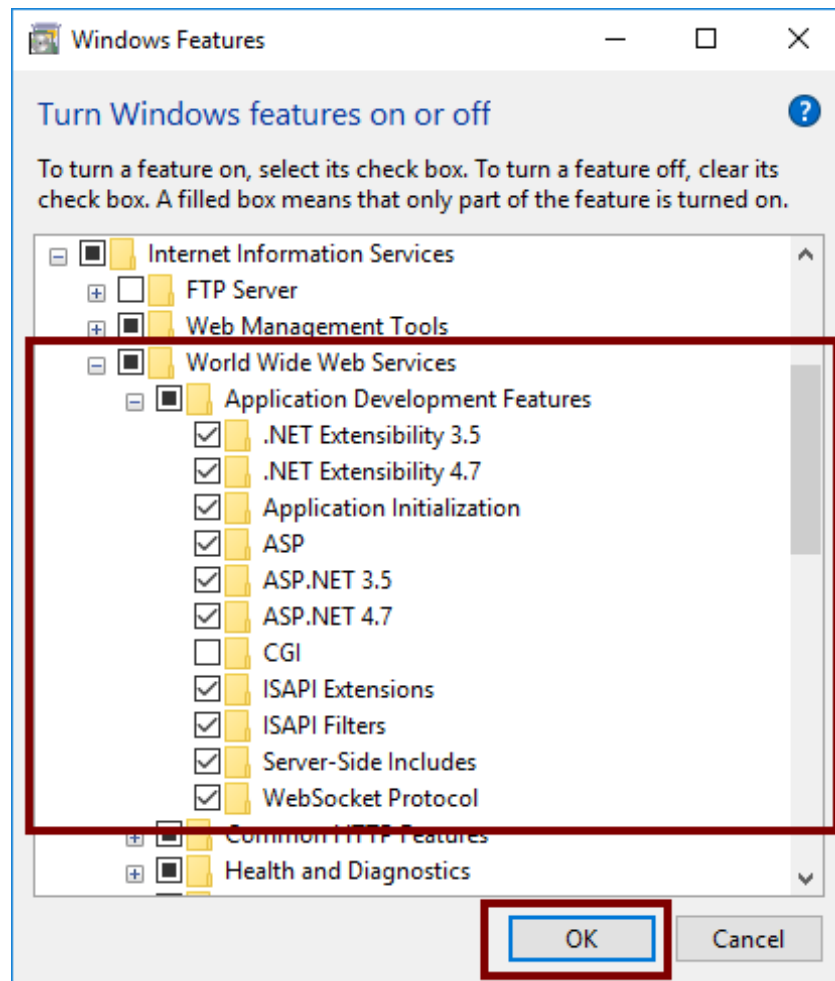 Windows Features
Turn Windows features on or off
To turn a feature on, select its check box. To turn a feature off, clear its
check box. A filled box means that only part of the feature is turned on.
Internet Information Services
FTP Server
Web Management Tools
World Wide Web Services
Application Development Features
.NET Extensibility 3.5
.NET Extensibility 4.7
Application Initialization
ASP
ASP.NET 3.5
ASP.NET 4.7
CGI
ISAPI Extensions
ISAPI Filters
Server-Side Includes
WebSocket Protocol
Common HTTP Features
Health and Diagnostics
OK
Cancel